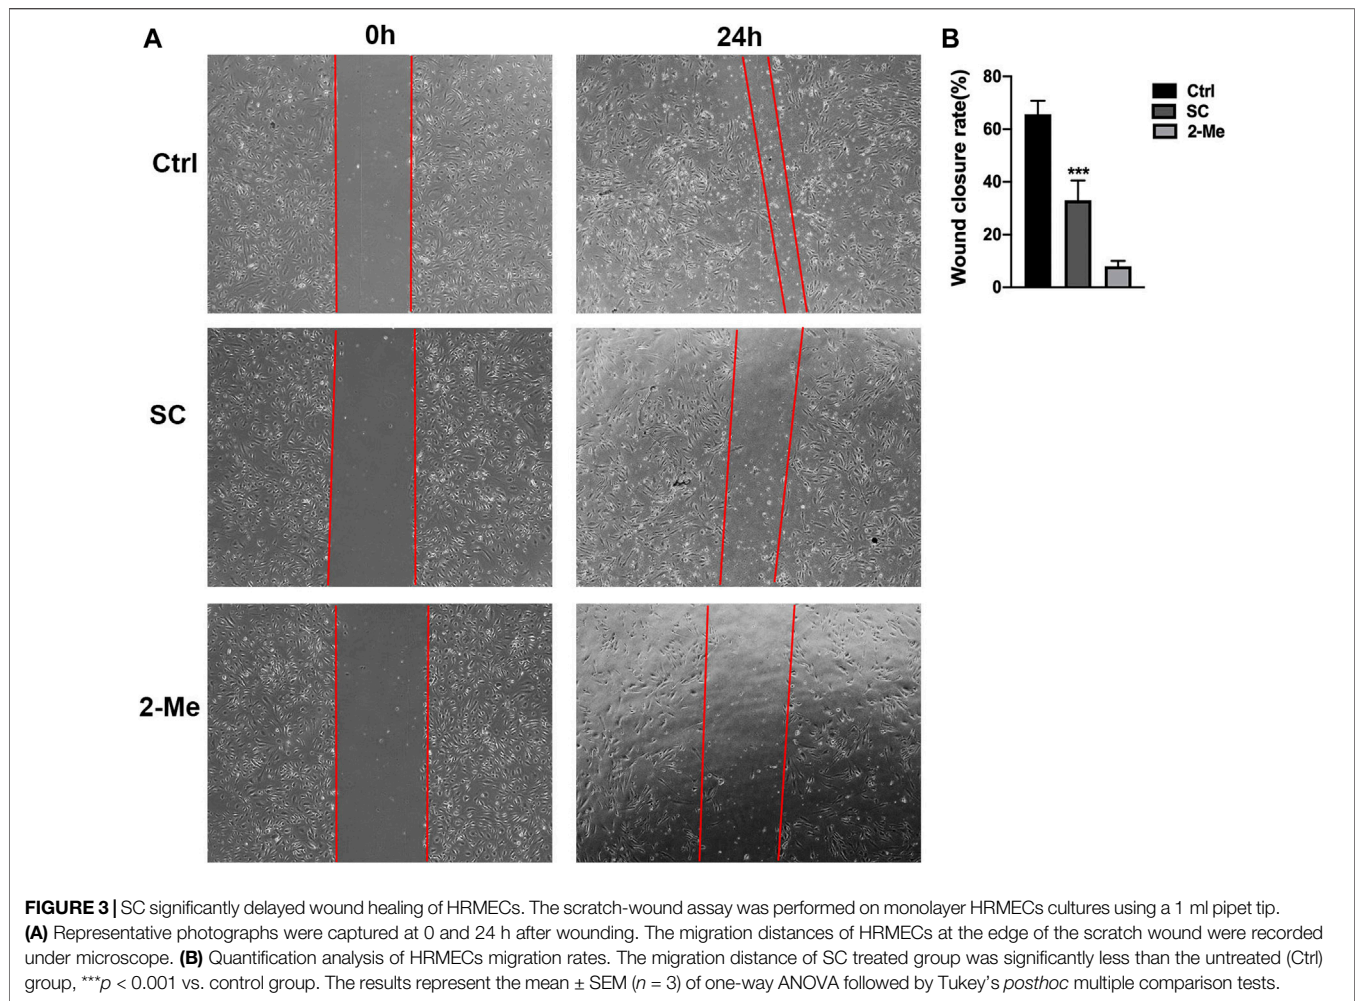 A
0h
24h
B
Ctrl
SC
2-Me
Wound closure rate(%)
80
60
40
20
0
***
Ctrl
SC
2-Me
FIGURE 3 | SC significantly delayed wound healing of HRMECs. The scratch-wound assay was performed on monolayer HRMECs cultures using a 1 ml pipet tip.
(A) Representative photographs were captured at 0 and 24 h after wounding. The migration distances of HRMECs at the edge of the scratch wound were recorded
under microscope. (B) Quantification analysis of HRMECs migration rates. The migration distance of SC treated group was significantly less than the untreated (Ctrl)
group, ***p < 0.001 vs. control group. The results represent the mean ± SEM (n = 3) of one-way ANOVA followed by Tukey's posthoc multiple comparison tests.